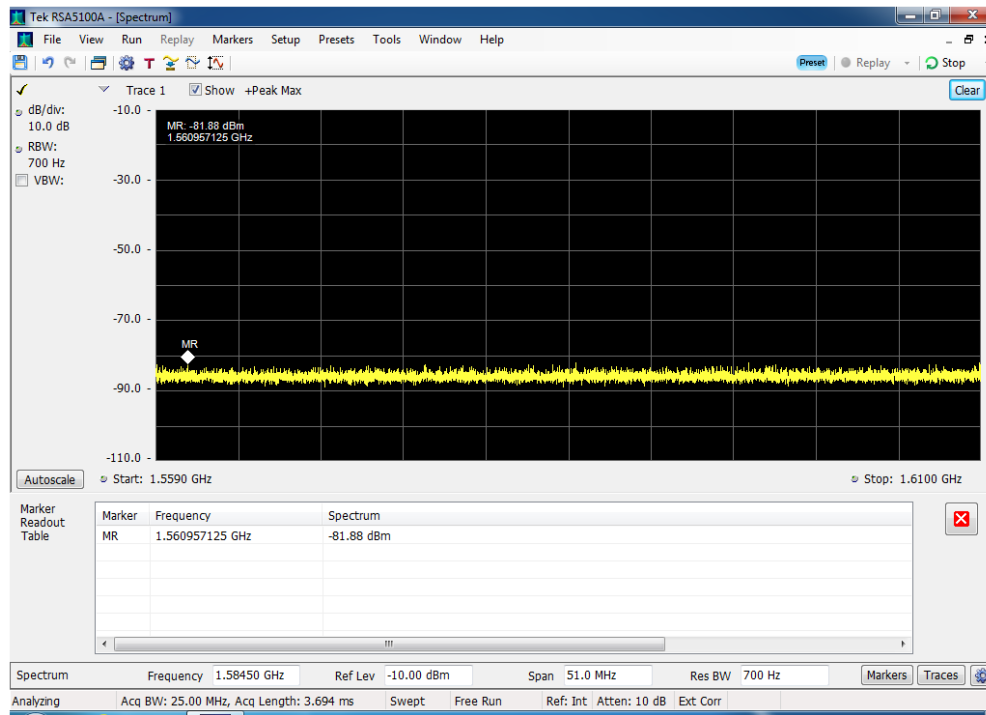 Tek RSA5100A - [Spectrum]
File View Run Replay Markers Setup Presets Tools Window Help
T Preset Replay Stop
Trace 1 Show +Peak Max Clear
dB/div:
10.0 dB
RBW:
700 Hz
VBW:
-10.0
-30.0
-50.0
-70.0
-90.0
-110.0
MR: -81.88 dBm
1.560957125 GHz
MR
Autoscale Start: 1.5590 GHz Stop: 1.6100 GHz
Marker
Readout
Table
Marker Frequency Spectrum
MR 1.560957125 GHz -81.88 dBm
Spectrum Frequency 1.58450 GHz Ref Lev -10.00 dBm Span 51.0 MHz Res BW 700 Hz Markers Traces
Analyzing Acq BW: 25.00 MHz, Acq Length: 3.694 ms Swept Free Run Ref: Int Atten: 10 dB Ext Corr